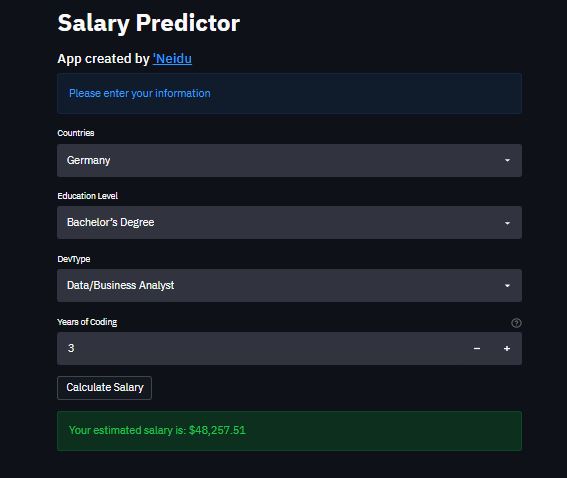 Salary Predictor
App created by 'Neidu
Please enter your information
Countries
Germany
Education Level
Bachelor’s Degree
DevType
Data/Business Analyst
Years of Coding
3
Calculate Salary
Your estimated salary is: $48,257.51